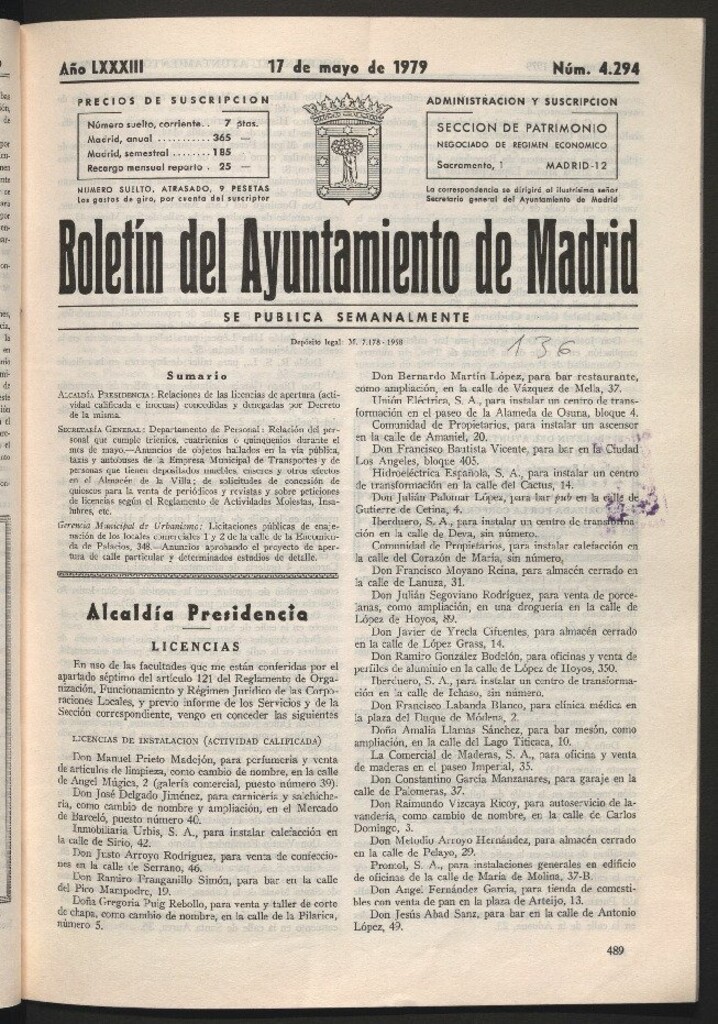 Año LXXXIII
17 de mayo de 1979
Núm. 4.294
PRECIOS DE SUSCRIPCION
Número suelto, corriente.. 7 ptas.
Madrid, anual .......... 365 —
Madrid, semestral ....... 185
Recargo mensual reparto . 25 —
NUMERO SUELTO, ATRASADO, 9 PESETAS
Los gastos de giro, por cuenta del suscriptor
ADMINISTRACION Y SUSCRIPCION
SECCION DE PATRIMONIO
NEGOCIADO DE REGIMEN ECONOMICO
Sacramento, 1 MADRID-12
La correspondencia se dirigirá al ilustrísimo señor
Secretario general del Ayuntamiento de Madrid
Boletín del Ayuntamiento de Madrid
SE PUBLICA SEMANALMENTE
Depósito legal: M. 7.178 - 1958
136
Sumario
ALCALDÍA PRESIDENCIA: Relaciones de las licencias de apertura (acti-
vidad calificada e inocuas) concedidas y denegadas por Decreto
de la misma.
SECRETARÍA GENERAL: Departamento de Personal: Relación del per-
sonal que cumple trienios, cuatrienios o quinquenios durante el
mes de mayo.—Anuncios de objetos hallados en la vía pública,
taxis y autobuses de la Empresa Municipal de Transportes y de
personas que tienen depositados muebles, enseres y otros efectos
en el Almacén de la Villa; de solicitudes de concesión de
quioscos para la venta de periódicos y revistas y sobre peticiones
de licencias según el Reglamento de Actividades Molestas, Insa-
lubres, etc.
Gerencia Municipal de Urbanismo: Licitaciones públicas de enaje-
nación de los locales comerciales 1 y 2 de la calle de la Encomien-
da de Palacios, 348.—Anuncios aprobando el proyecto de aper-
tura de calle particular y determinados estudios de detalle.
Alcaldía Presidencia
LICENCIAS
En uso de las facultades que me están conferidas por el
apartado séptimo del artículo 121 del Reglamento de Orga-
nización, Funcionamiento y Régimen Jurídico de las Corpo-
raciones Locales, y previo informe de los Servicios y de la
Sección correspondiente, vengo en conceder las siguientes
LICENCIAS DE INSTALACION (ACTIVIDAD CALIFICADA)
Don Manuel Prieto Madejón, para perfumería y venta
de artículos de limpieza, como cambio de nombre, en la calle
de Angel Múgica, 2 (galería comercial, puesto número 39).
Don José Delgado Jiménez, para carnicería y salchiche-
ría, como cambio de nombre y ampliación, en el Mercado
de Barceló, puesto número 40.
Inmobiliaria Urbis, S. A., para instalar calefacción en
la calle de Sirio, 42.
Don Justo Arroyo Rodríguez, para venta de confeccio-
nes en la calle de Serrano, 46.
Don Ramiro Franganillo Simón, para bar en la calle
del Pico Marupedre, 19.
Doña Gregoria Puig Rebollo, para venta y taller de corte
de chapa, como cambio de nombre, en la calle de la Pilarica,
número 5.
Don Bernardo Martín López, para bar restaurante,
como ampliación, en la calle de Vázquez de Mella, 37.
Unión Eléctrica, S. A., para instalar un centro de trans-
formación en el paseo de la Alameda de Osuna, bloque 4.
Comunidad de Propietarios, para instalar un ascensor
en la calle de Amaniel, 20.
Don Francisco Bautista Vicente, para bar en la Ciudad
Los Angeles, bloque 405.
Hidroeléctrica Española, S. A., para instalar un centro
de transformación en la calle del Cactus, 14.
Don Julián Palomar López, para bar pub en la calle de
Gutierre de Cetina, 4.
Iberduero, S. A., para instalar un centro de transforma-
ción en la calle de Deva, sin número.
Comunidad de Propietarios, para instalar calefacción en
la calle del Corazón de María, sin número,
Don Francisco Moyano Reina, para almacén cerrado en
la calle de Lanuza, 31.
Don Julián Segoviano Rodríguez, para venta de porce-
lanas, como ampliación, en una droguería en la calle de
López de Hoyos, 89.
Don Javier de Yrecla Cifuentes, para almacén cerrado
en la calle de López Grass, 14.
Don Ramiro González Bodelón, para oficinas y venta de
perfiles de aluminio en la calle de López de Hoyos, 350.
Iberduero, S. A., para instalar un centro de transforma-
ción en la calle de Ichaso, sin número.
Don Francisco Labanda Blanco, para clínica médica en
la plaza del Duque de Módena, 2.
Doña Amalia Llamas Sánchez, para bar mesón, como
ampliación, en la calle del Lago Titicaca, 10.
La Comercial de Maderas, S. A., para oficina y venta
de maderas en el paseo Imperial, 35.
Don Constantino García Manzanares, para garaje en la
calle de Palomeras, 37.
Don Raimundo Vizcaya Ricoy, para autoservicio de la-
vandería, como cambio de nombre, en la calle de Carlos
Domingo, 3.
Don Metodio Arroyo Hernández, para almacén cerrado
en la calle de Pelayo, 29.
Promol, S. A., para instalaciones generales en edificio
de oficinas de la calle de María de Molina, 37-B.
Don Angel Fernández García, para tienda de comesti-
bles con venta de pan en la plaza de Arteijo, 13.
Don Jesús Abad Sanz, para bar en la calle de Antonio
López, 49.
489